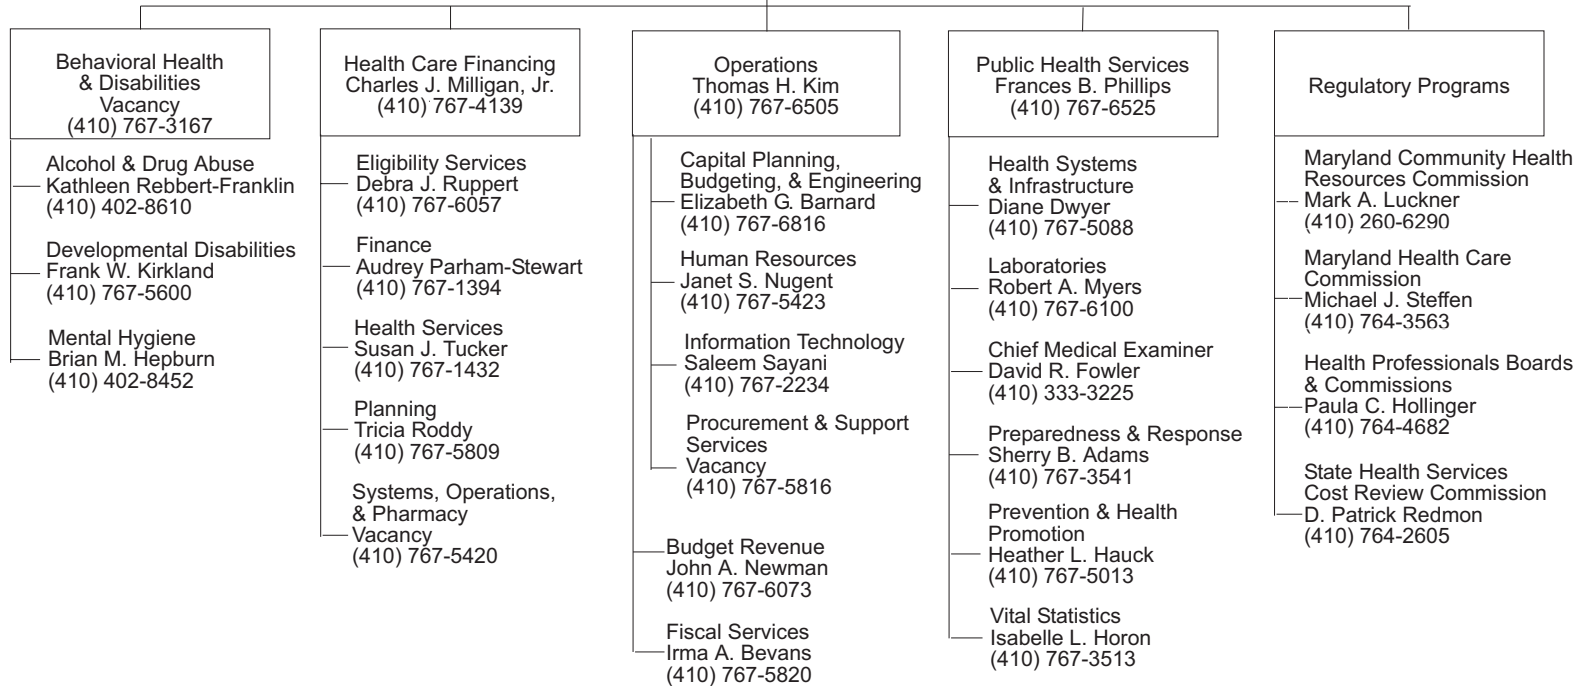 Behavioral Health
& Disabilities
Vacancy
(410) 767-3167
Alcohol & Drug Abuse
Kathleen Rebbert-Franklin
(410) 402-8610
Developmental Disabilities
Frank W. Kirkland
(410) 767-5600
Mental Hygiene
Brian M. Hepburn
(410) 402-8452
Health Care Financing
Charles J. Milligan, Jr.
(410) 767-4139
Eligibility Services
Debra J. Ruppert
(410) 767-6057
Finance
Audrey Parham-Stewart
(410) 767-1394
Health Services
Susan J. Tucker
(410) 767-1432
Planning
Tricia Roddy
(410) 767-5809
Systems, Operations,
& Pharmacy
Vacancy
(410) 767-5420
Operations
Thomas H. Kim
(410) 767-6505
Capital Planning,
Budgeting, & Engineering
Elizabeth G. Barnard
(410) 767-6816
Human Resources
Janet S. Nugent
(410) 767-5423
Information Technology
Saleem Sayani
(410) 767-2234
Procurement & Support
Services
Vacancy
(410) 767-5816
Budget Revenue
John A. Newman
(410) 767-6073
Fiscal Services
Irma A. Bevans
(410) 767-5820
Public Health Services
Frances B. Phillips
(410) 767-6525
Health Systems
& Infrastructure
Diane Dwyer
(410) 767-5088
Laboratories
Robert A. Myers
(410) 767-6100
Chief Medical Examiner
David R. Fowler
(410) 333-3225
Preparedness & Response
Sherry B. Adams
(410) 767-3541
Prevention & Health
Promotion
Heather L. Hauck
(410) 767-5013
Vital Statistics
Isabelle L. Horon
(410) 767-3513
Regulatory Programs
Maryland Community Health
Resources Commission
Mark A. Luckner
(410) 260-6290
Maryland Health Care
Commission
Michael J. Steffen
(410) 764-3563
Health Professionals Boards
& Commissions
Paula C. Hollinger
(410) 764-4682
State Health Services
Cost Review Commission
D. Patrick Redmon
(410) 764-2605